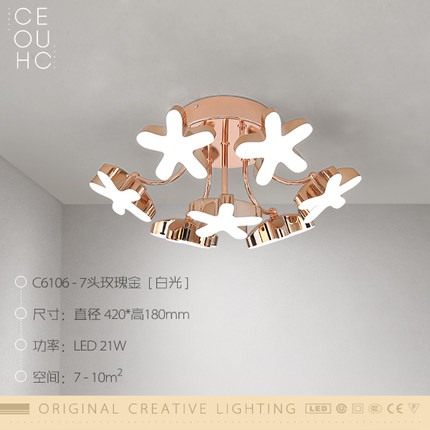 CE
OU
HC
C6106 - 7头玫瑰金 [ 白光 ]
尺寸: 直径 420*高180mm
功率: LED 21W
空间: 7 - 10m²
ORIGINAL CREATIVE LIGHTING LED